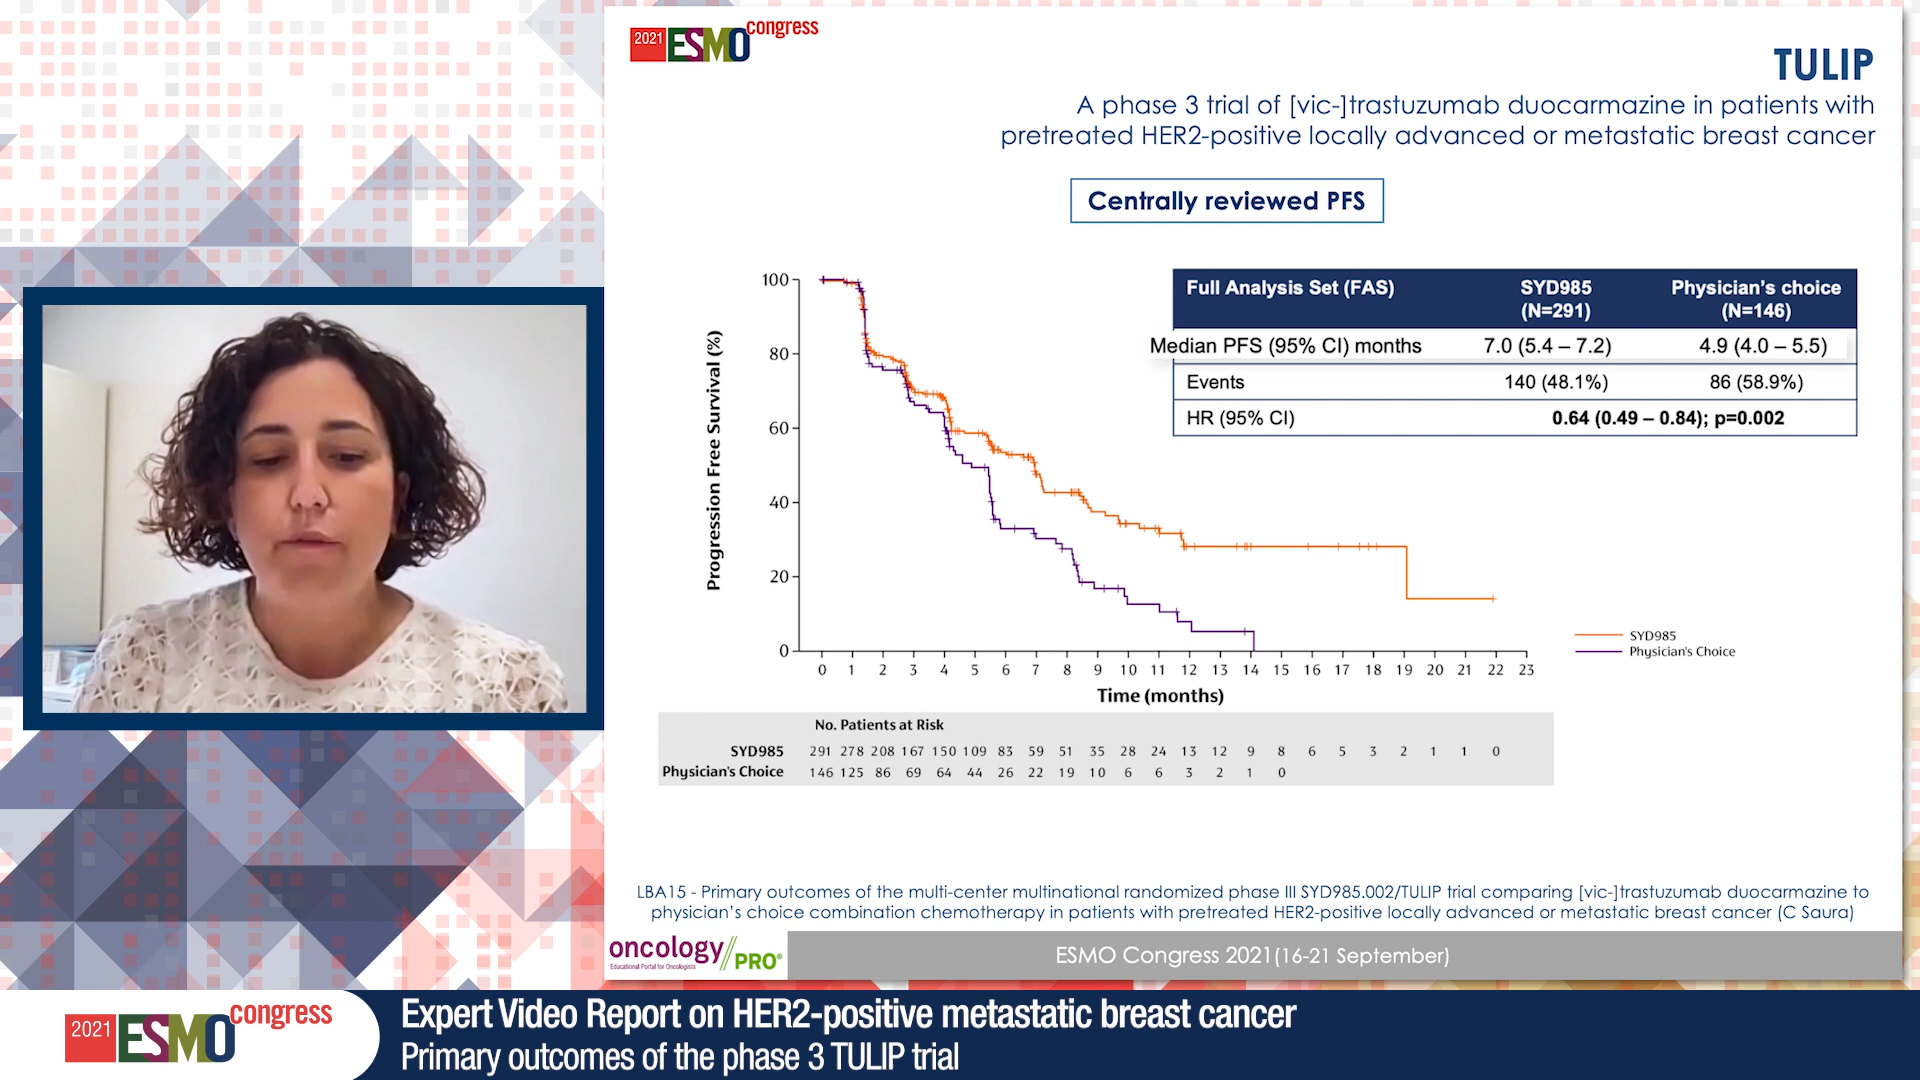 2021 ESMO congress
TULIP
A phase 3 trial of [vic-]trastuzumab duocarmazine in patients with
pretreated HER2-positive locally advanced or metastatic breast cancer
Centrally reviewed PFS
Full Analysis Set (FAS) SYD985 (N=291) Physician's choice (N=146)
Median PFS (95% CI) months 7.0 (5.4 – 7.2) 4.9 (4.0 – 5.5)
Events 140 (48.1%) 86 (58.9%)
HR (95% CI) 0.64 (0.49 – 0.84); p=0.002
Progression Free Survival (%)
100
80
60
40
20
0
0 1 2 3 4 5 6 7 8 9 10 11 12 13 14 15 16 17 18 19 20 21 22 23
Time (months)
SYD985
Physician's Choice
No. Patients at Risk
SYD985 291 278 208 167 150 109 83 59 51 35 28 24 13 12 9 8 6 5 3 2 1 1 0
Physician's Choice 146 125 86 69 64 44 26 22 19 10 6 6 3 2 1 0
LBA15 - Primary outcomes of the multi-center multinational randomized phase III SYD985.002/TULIP trial comparing [vic-]trastuzumab duocarmazine to
physician's choice combination chemotherapy in patients with pretreated HER2-positive locally advanced or metastatic breast cancer (C Saura)
oncology//PRO®
Educational Portal for Oncologists
ESMO Congress 2021(16-21 September)
2021 ESMO congress
Expert Video Report on HER2-positive metastatic breast cancer
Primary outcomes of the phase 3 TULIP trial